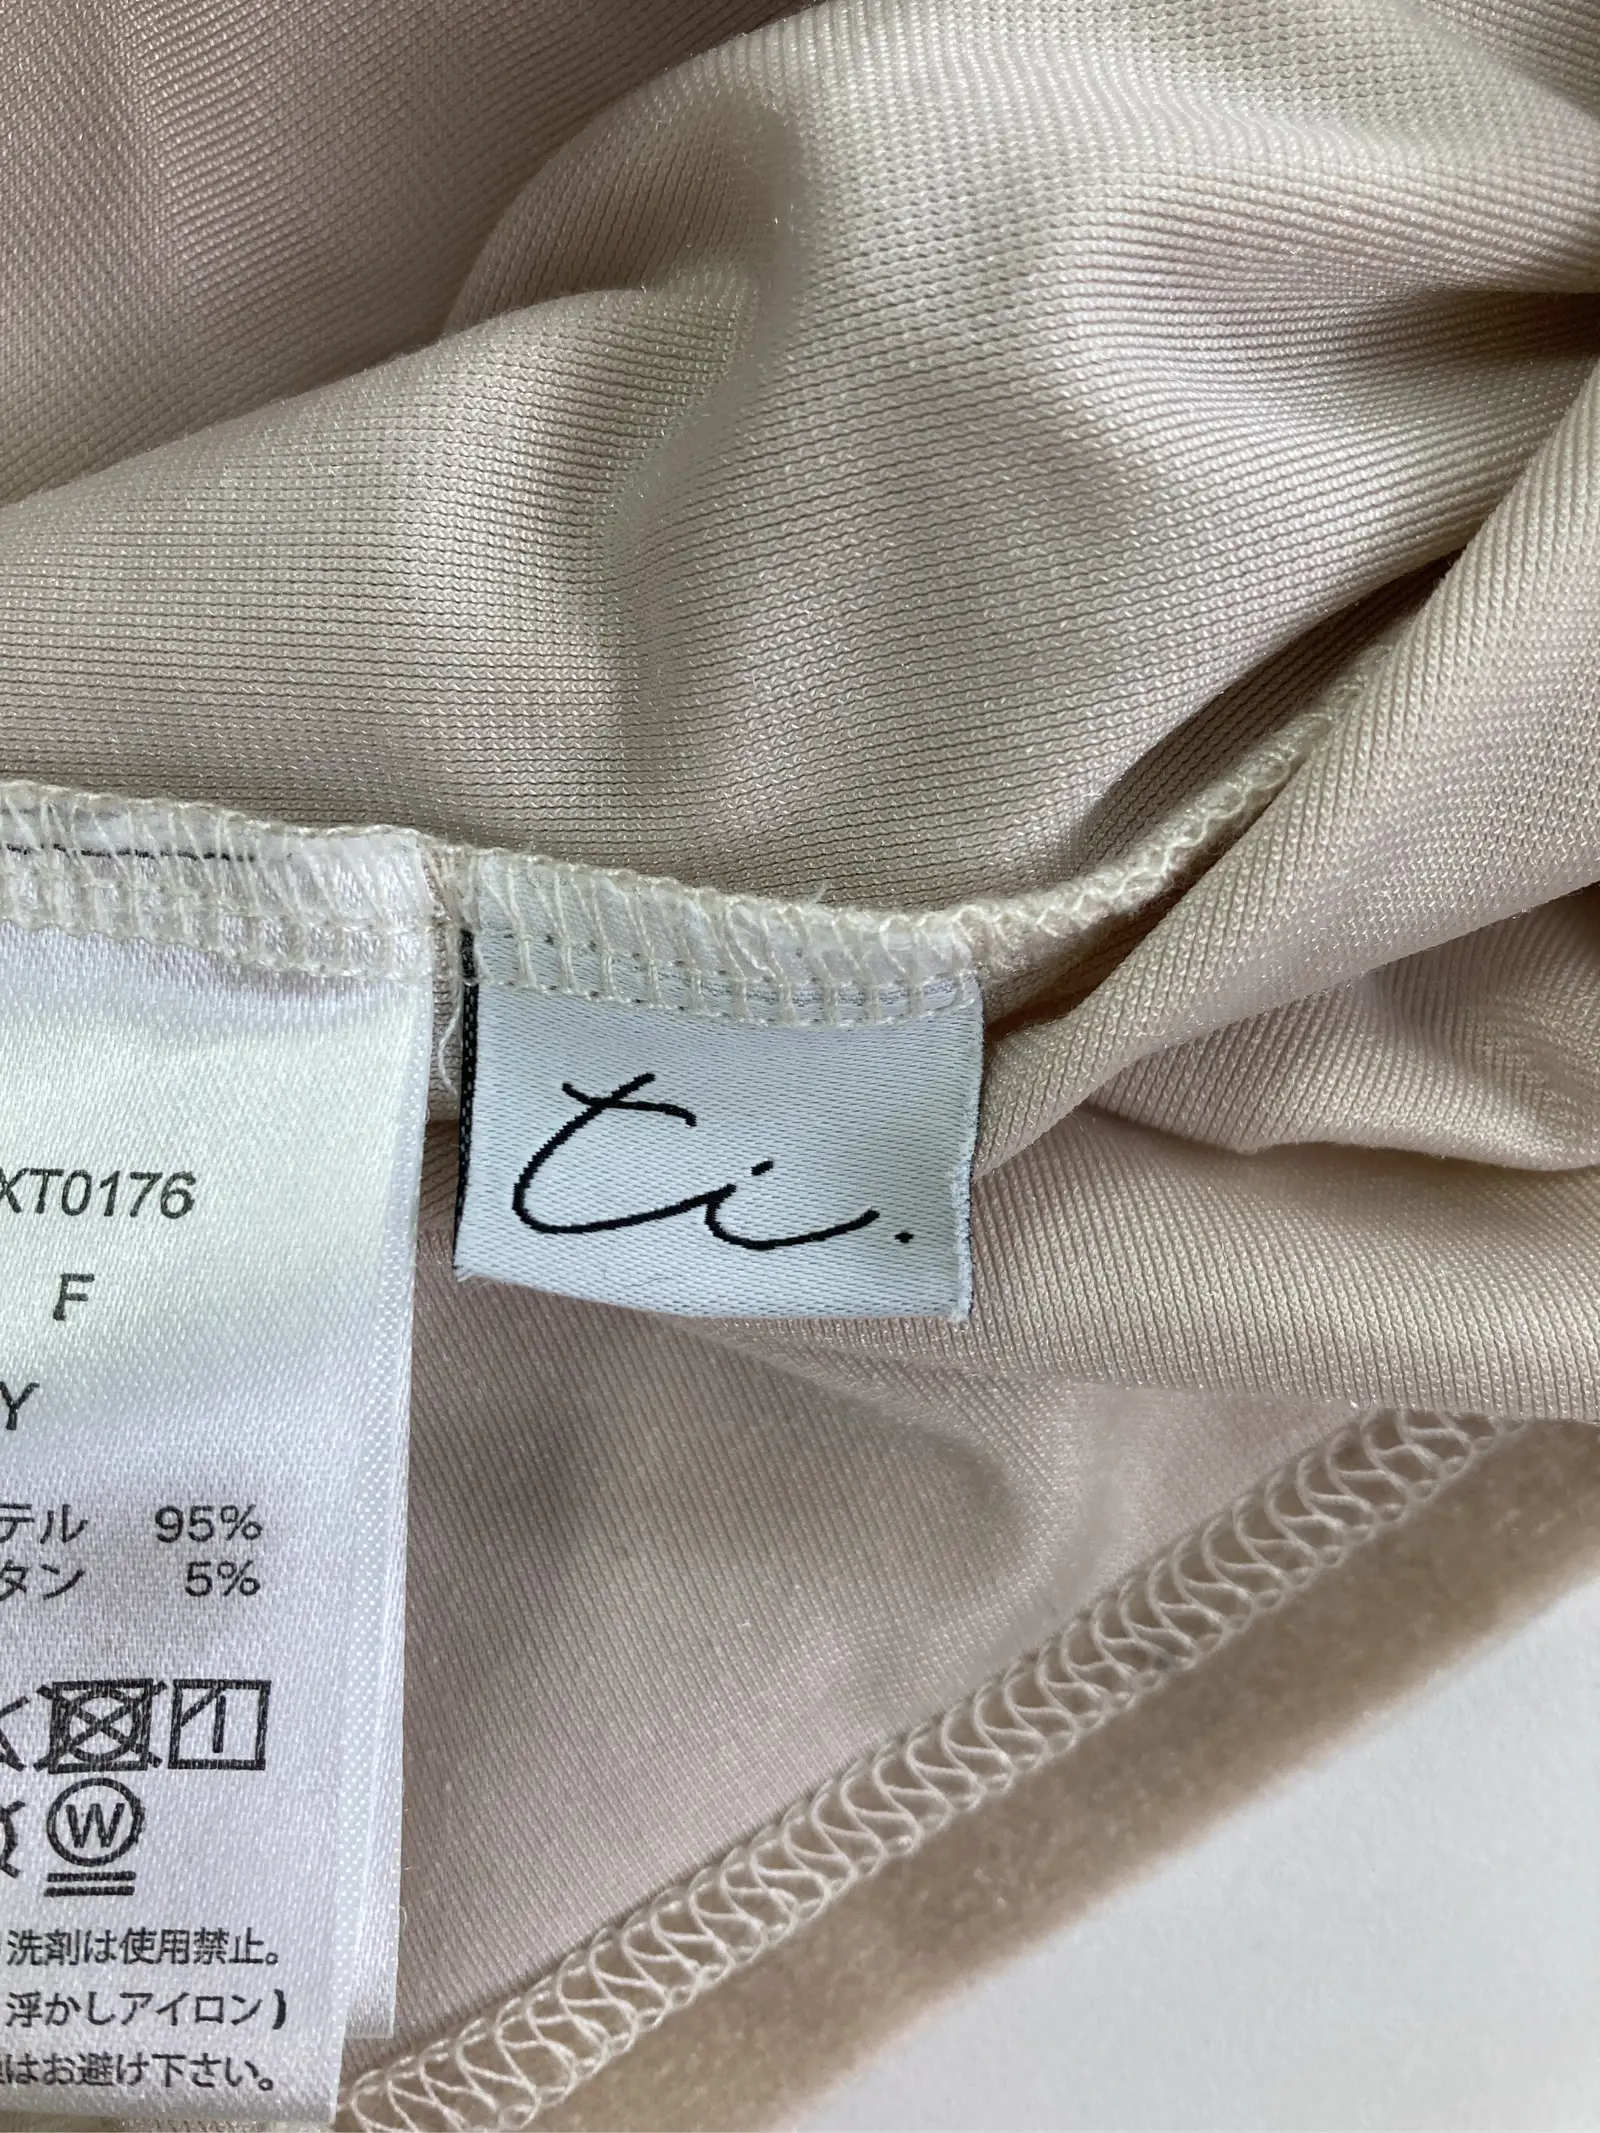 XT0176
F
Y
テル 95%
タン 5%
W
洗剤は使用禁止。
浮かしアイロン)
はお避け下さい。
ti.